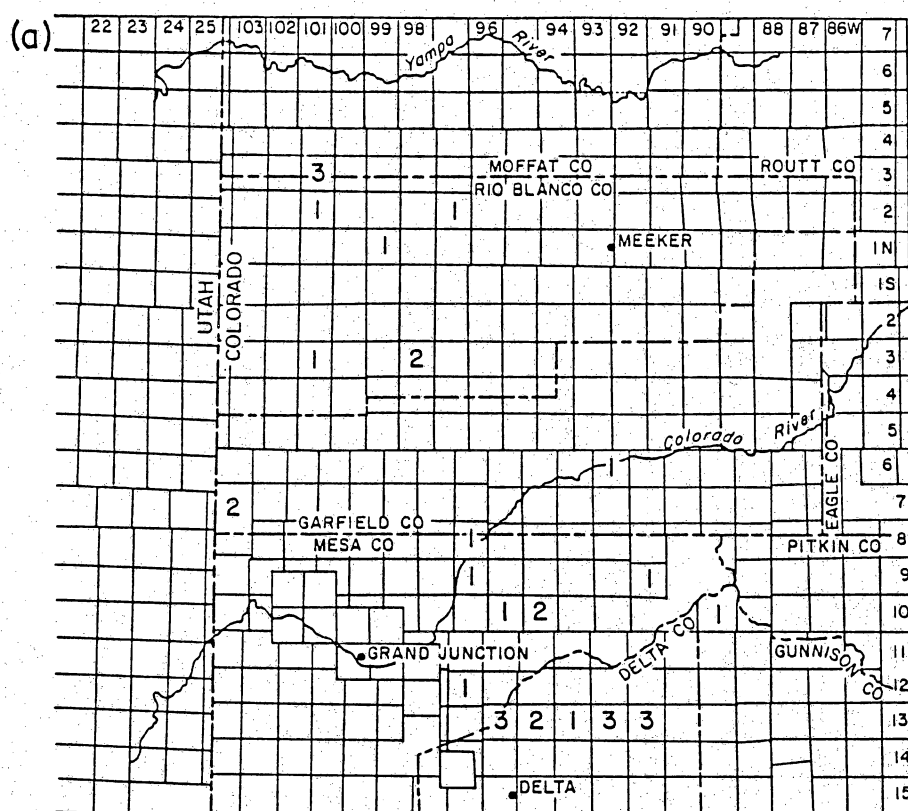 (a)
22 23 24 25 103 102 101 100 99 98 96 94 93 92 91 90 88 87 86W 7
Yampa River
6
5
4
3 MOFFAT CO ROUTT CO 3
RIO BLANCO CO
1 1 2
1 MEEKER 1N
UTAH COLORADO
1S
2
1 2 3
4
Colorado River 5
1 6
EAGLE CO
2 7
GARFIELD CO 8
MESA CO 1 PITKIN CO
1 1 9
1 2 1 10
DELTA CO
GRAND JUNCTION GUNNISON CO 11
1 12
3 2 1 3 3 13
14
DELTA 15